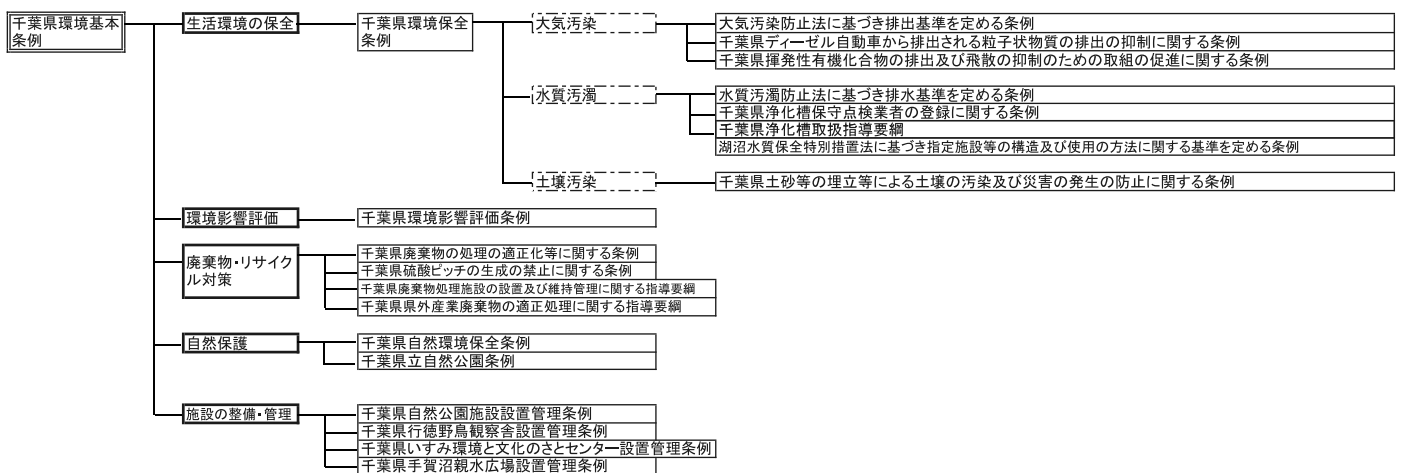 千葉県環境基本
条例
生活環境の保全
千葉県環境保全
条例
大気汚染
大気汚染防止法に基づき排出基準を定める条例
千葉県ディーゼル自動車から排出される粒子状物質の排出の抑制に関する条例
千葉県揮発性有機化合物の排出及び飛散の抑制のための取組の促進に関する条例
水質汚濁
水質汚濁防止法に基づき排水基準を定める条例
千葉県浄化槽保守点検業者の登録に関する条例
千葉県浄化槽取扱指導要綱
湖沼水質保全特別措置法に基づき指定施設等の構造及び使用の方法に関する基準を定める条例
土壌汚染
千葉県土砂等の埋立等による土壌の汚染及び災害の発生の防止に関する条例
環境影響評価
千葉県環境影響評価条例
廃棄物・リサイク
ル対策
千葉県廃棄物の処理の適正化等に関する条例
千葉県硫酸ピッチの生成の禁止に関する条例
千葉県廃棄物処理施設の設置及び維持管理に関する指導要綱
千葉県県外産業廃棄物の適正処理に関する指導要綱
自然保護
千葉県自然環境保全条例
千葉県立自然公園条例
施設の整備・管理
千葉県自然公園施設設置管理条例
千葉県行徳野鳥観察舎設置管理条例
千葉県いすみ環境と文化のさとセンター設置管理条例
千葉県手賀沼親水広場設置管理条例